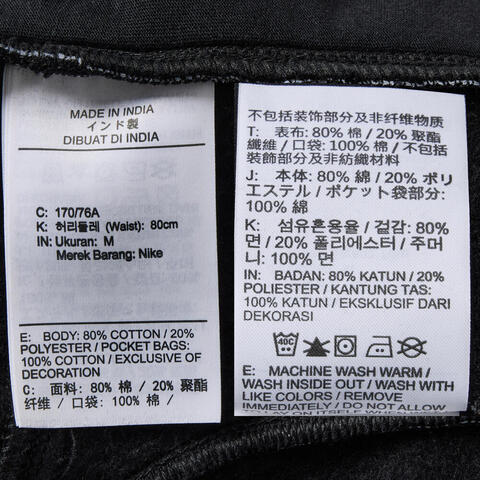 MADE IN INDIA
インド製
DIBUAT DI INDIA
C: 170/76A
K: 허리둘레 (Waist): 80cm
IN: Ukuran: M
Merek Barang: Nike
E: BODY: 80% COTTON / 20%
POLYESTER / POCKET BAGS:
100% COTTON / EXCLUSIVE OF
DECORATION
C: 面料: 80% 棉 / 20% 聚酯
纤维 / 口袋: 100% 棉 /
不包括装饰部分及非纤维物质
T: 表布: 80% 棉 / 20% 聚酯
纖維 / 口袋: 100% 棉 / 不包括
裝飾部分及非紡織材料
J: 本体: 80% 綿 / 20% ポリ
エステル / ポケット袋部分:
100% 綿
K: 섬유혼용율 / 겉감: 80%
면 / 20% 폴리에스터 / 주머
니: 100% 면
IN: BADAN: 80% KATUN / 20%
POLIESTER / KANTUNG TAS:
100% KATUN / EKSKLUSIF DARI
DEKORASI
40C
E: MACHINE WASH WARM /
WASH INSIDE OUT / WASH WITH
LIKE COLORS / REMOVE
IMMEDIATELY / DO NOT ALLOW
TO LAY ON ITSELF WHEN WET